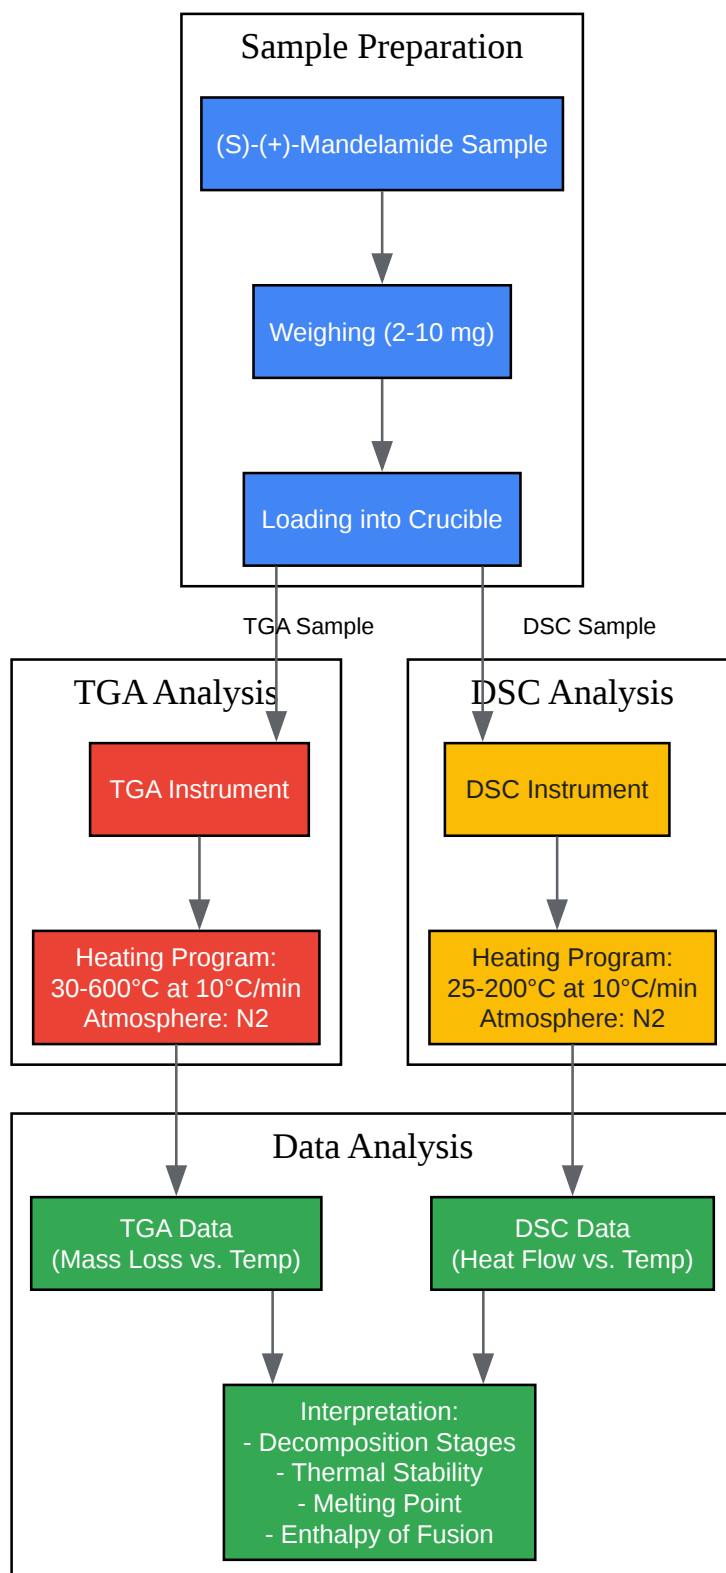 Sample Preparation
(S)-(+)-Mandelamide Sample
Weighing (2-10 mg)
Loading into Crucible
TGA Sample
DSC Sample
TGA Analysis
DSC Analysis
TGA Instrument
DSC Instrument
Heating Program:
30-600°C at 10°C/min
Atmosphere: N2
Heating Program:
25-200°C at 10°C/min
Atmosphere: N2
Data Analysis
TGA Data
(Mass Loss vs. Temp)
DSC Data
(Heat Flow vs. Temp)
Interpretation:
- Decomposition Stages
- Thermal Stability
- Melting Point
- Enthalpy of Fusion